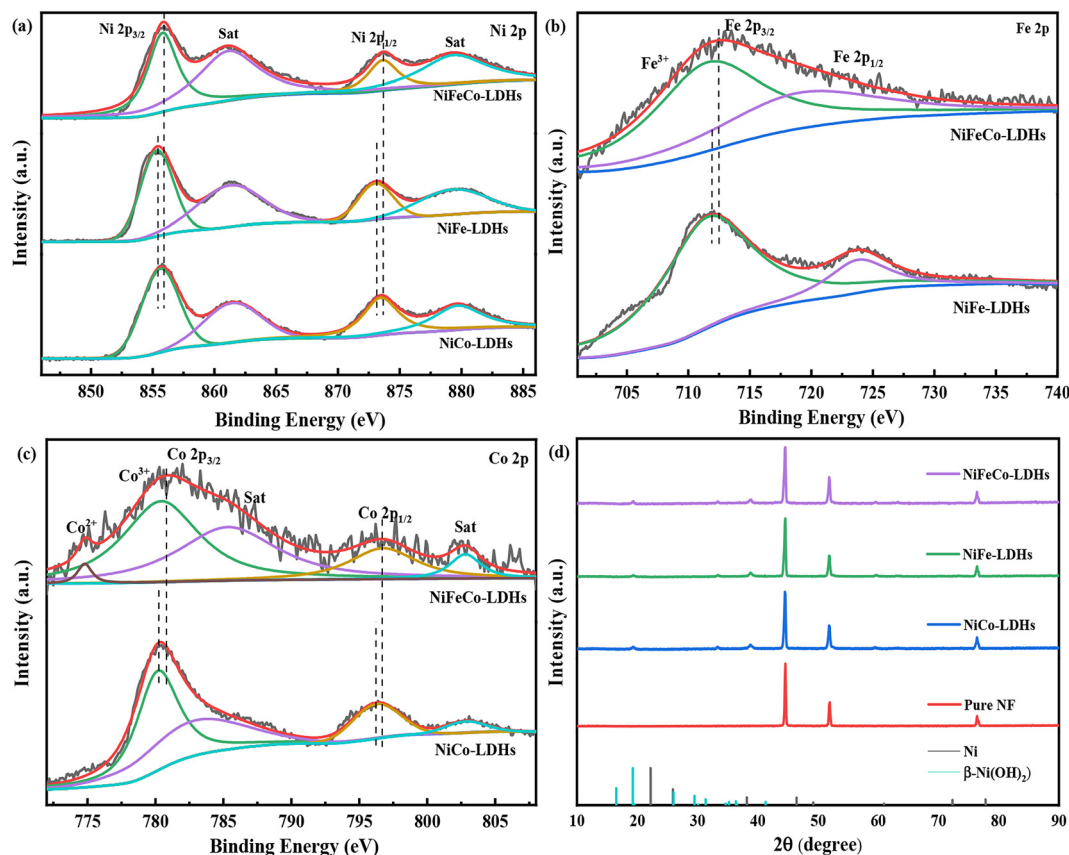 (a)
Ni 2p₃/₂
Sat
Ni 2p₁/₂
Sat
Ni 2p
NiFeCo-LDHs
NiFe-LDHs
NiCo-LDHs
Intensity (a.u.)
850 855 860 865 870 875 880 885
Binding Energy (eV)
(b)
Fe 2p
Fe³⁺
Fe 2p₃/₂
Fe 2p₁/₂
NiFeCo-LDHs
NiFe-LDHs
Intensity (a.u.)
705 710 715 720 725 730 735 740
Binding Energy (eV)
(c)
Co 2p
Co²⁺
Co³⁺
Co 2p₃/₂
Sat
Co 2p₁/₂
Sat
NiFeCo-LDHs
NiCo-LDHs
Intensity (a.u.)
775 780 785 790 795 800 805
Binding Energy (eV)
(d)
NiFeCo-LDHs
NiFe-LDHs
NiCo-LDHs
Pure NF
Ni
β-Ni(OH)₂)
Intensity (a.u.)
10 20 30 40 50 60 70 80 90
2θ (degree)